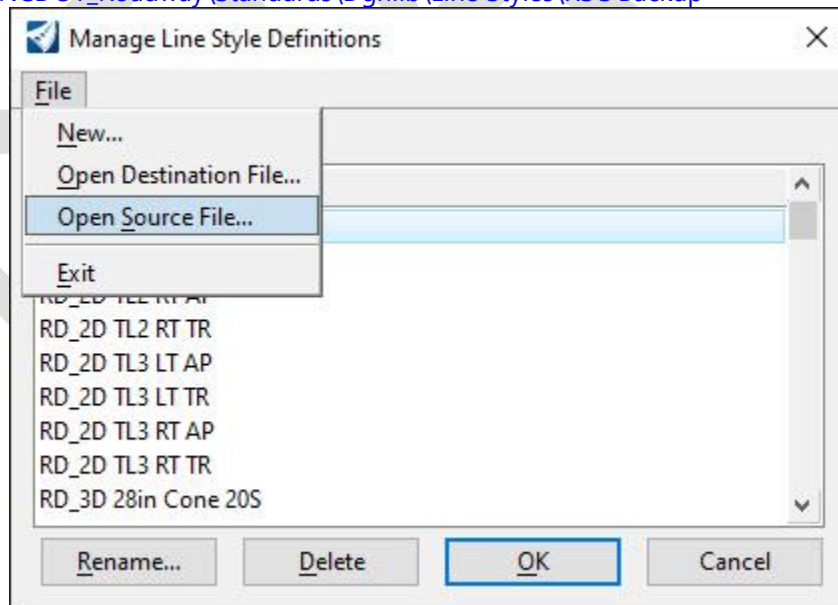 Manage Line Style Definitions
File
New...
Open Destination File...
Open Source File...
Exit
RD_2D TL2 RT TR
RD_2D TL3 LT AP
RD_2D TL3 LT TR
RD_2D TL3 RT AP
RD_2D TL3 RT TR
RD_3D 28in Cone 20S
Rename...
Delete
OK
Cancel